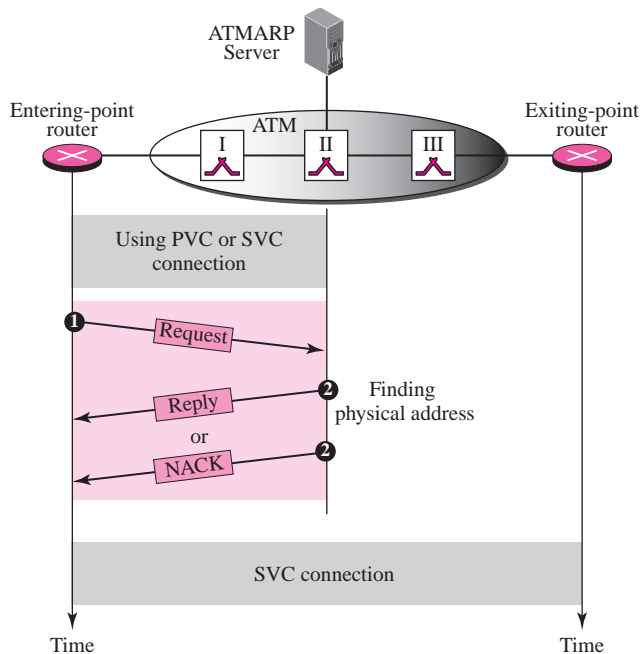 ATMARP
Server
Entering-point
router
Exiting-point
router
ATM
I
II
III
Using PVC or SVC
connection
1
Request
2
Reply
Finding
physical address
or
2
NACK
SVC connection
Time
Time